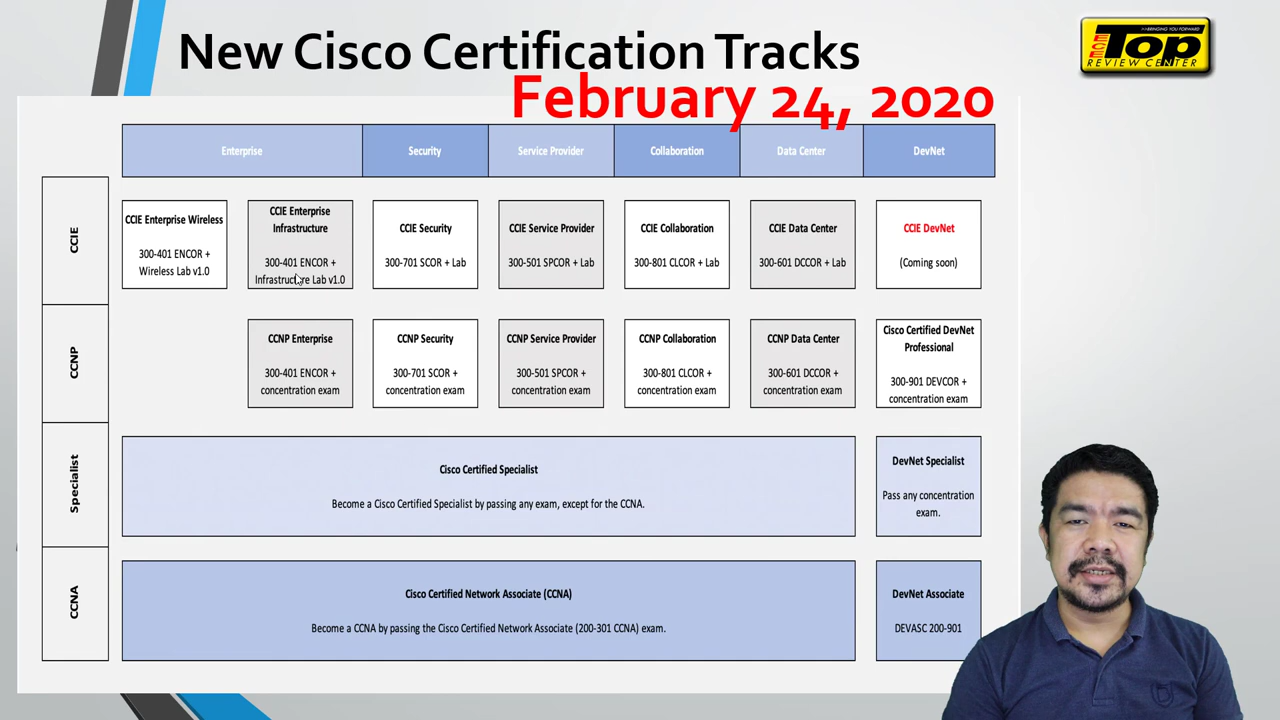 New Cisco Certification Tracks
February 24, 2020
>>BRINGING YOU FORWARD
ECE Top
REVIEW CENTER
Enterprise
Security
Service Provider
Collaboration
Data Center
DevNet
CCIE
CCIE Enterprise Wireless
300-401 ENCOR +
Wireless Lab v1.0
CCIE Enterprise
Infrastructure
300-401 ENCOR +
Infrastructure Lab v1.0
CCIE Security
300-701 SCOR + Lab
CCIE Service Provider
300-501 SPCOR + Lab
CCIE Collaboration
300-801 CLCOR + Lab
CCIE Data Center
300-601 DCCOR + Lab
CCIE DevNet
(Coming soon)
CCNP
CCNP Enterprise
300-401 ENCOR +
concentration exam
CCNP Security
300-701 SCOR +
concentration exam
CCNP Service Provider
300-501 SPCOR +
concentration exam
CCNP Collaboration
300-801 CLCOR +
concentration exam
CCNP Data Center
300-601 DCCOR +
concentration exam
Cisco Certified DevNet
Professional
300-901 DEVCOR +
concentration exam
Specialist
Cisco Certified Specialist
Become a Cisco Certified Specialist by passing any exam, except for the CCNA.
DevNet Specialist
Pass any concentration
exam.
CCNA
Cisco Certified Network Associate (CCNA)
Become a CCNA by passing the Cisco Certified Network Associate (200-301 CCNA) exam.
DevNet Associate
DEVASC 200-901